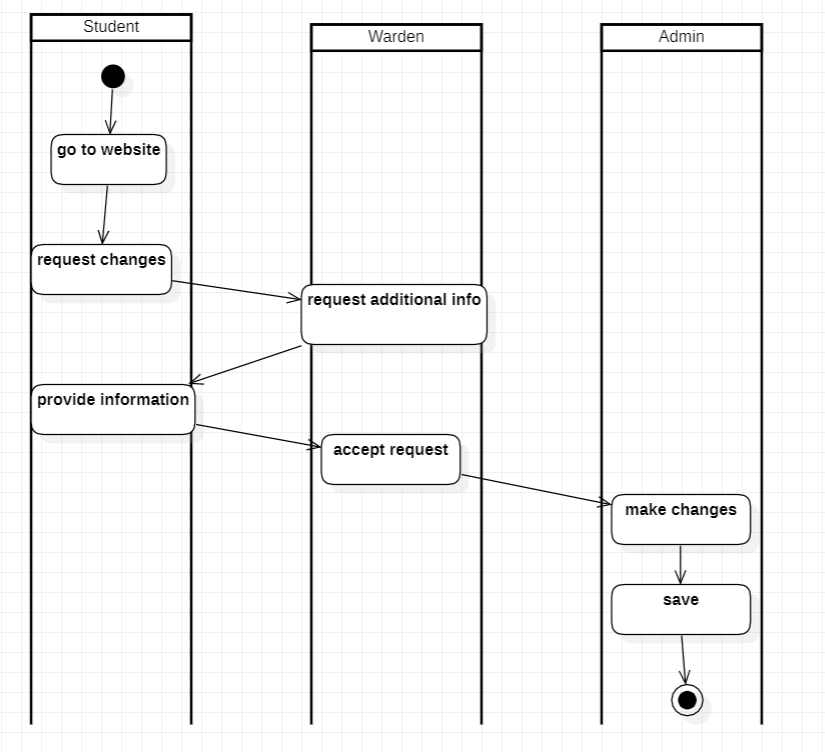 Student
Warden
Admin
go to website
request changes
request additional info
provide information
accept request
make changes
save